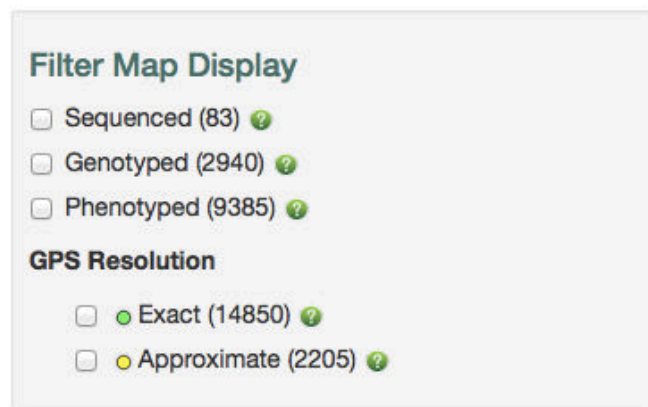 Filter Map Display
Sequenced (83) ?
Genotyped (2940) ?
Phenotyped (9385) ?
GPS Resolution
Exact (14850) ?
Approximate (2205) ?